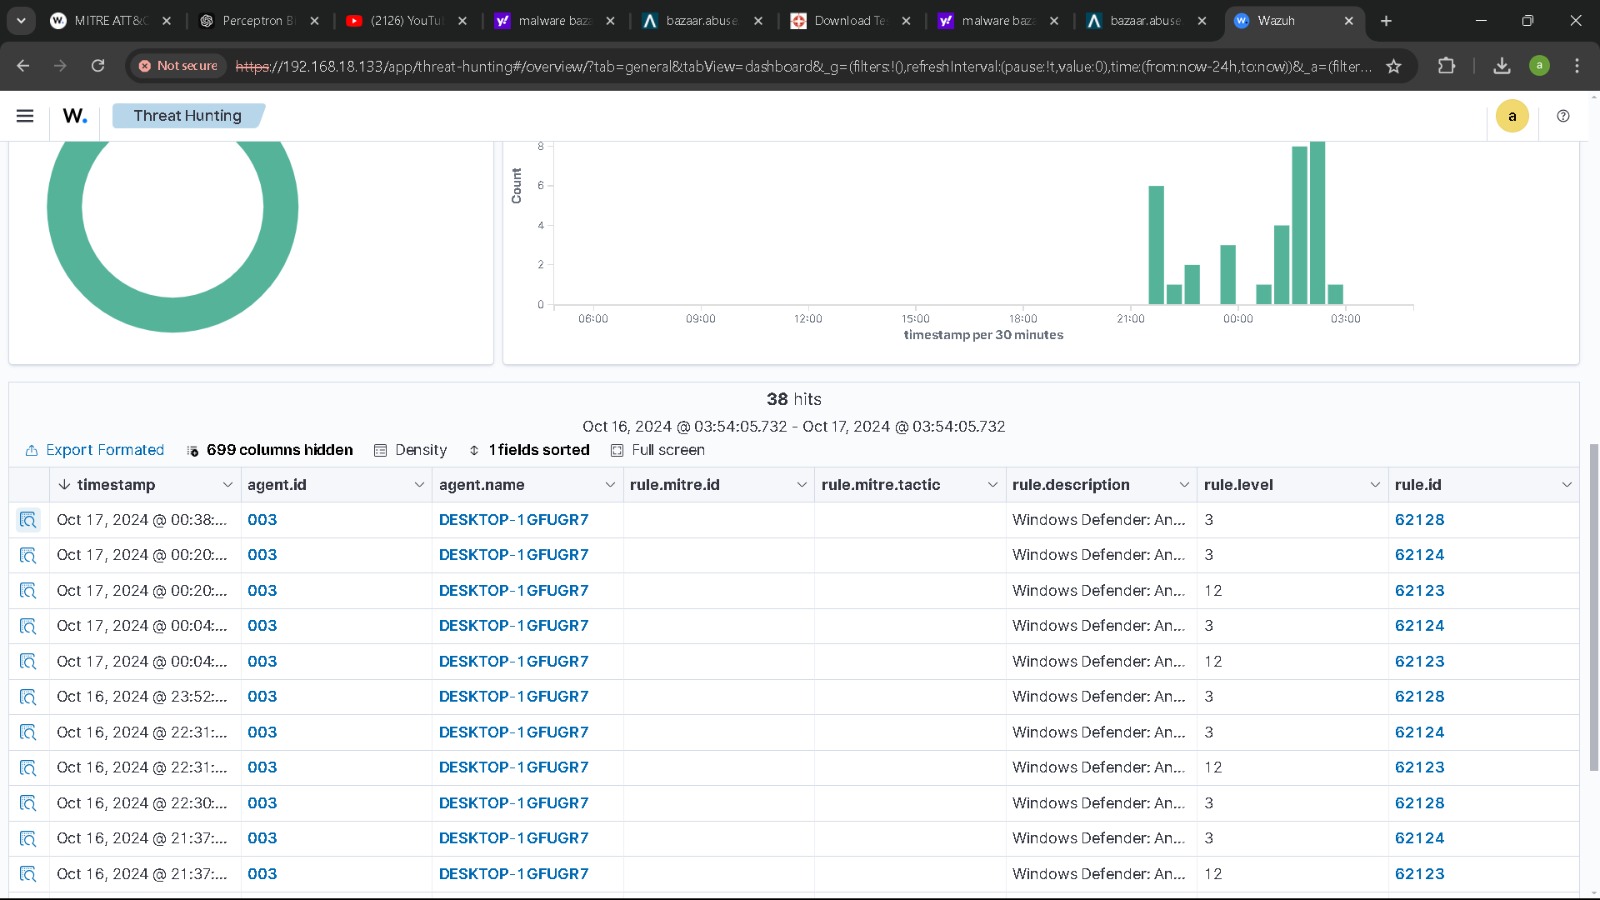 MITRE ATT&C
Perceptron Bi
(2126) YouTu
malware baza
bazaar.abuse.
Download Te
malware baza
bazaar.abuse.
Wazuh
Not secure https://192.168.18.133/app/threat-hunting#/overview/?tab=general&tabView=dashboard&_g=(filters:!(),refreshInterval:(pause:!t,value:0),time:(from:now-24h,to:now))&_a=(filter... a
W. Threat Hunting a
Count
8
6
4
2
0
06:00 09:00 12:00 15:00 18:00 21:00 00:00 03:00
timestamp per 30 minutes
38 hits
Oct 16, 2024 @ 03:54:05.732 - Oct 17, 2024 @ 03:54:05.732
Export Formated 699 columns hidden Density 1 fields sorted Full screen
timestamp agent.id agent.name rule.mitre.id rule.mitre.tactic rule.description rule.level rule.id
Oct 17, 2024 @ 00:38:... 003 DESKTOP-1GFUGR7 Windows Defender: An... 3 62128
Oct 17, 2024 @ 00:20:... 003 DESKTOP-1GFUGR7 Windows Defender: An... 3 62124
Oct 17, 2024 @ 00:20:... 003 DESKTOP-1GFUGR7 Windows Defender: An... 12 62123
Oct 17, 2024 @ 00:04:... 003 DESKTOP-1GFUGR7 Windows Defender: An... 3 62124
Oct 17, 2024 @ 00:04:... 003 DESKTOP-1GFUGR7 Windows Defender: An... 12 62123
Oct 16, 2024 @ 23:52:... 003 DESKTOP-1GFUGR7 Windows Defender: An... 3 62128
Oct 16, 2024 @ 22:31:... 003 DESKTOP-1GFUGR7 Windows Defender: An... 3 62124
Oct 16, 2024 @ 22:31:... 003 DESKTOP-1GFUGR7 Windows Defender: An... 12 62123
Oct 16, 2024 @ 22:30:... 003 DESKTOP-1GFUGR7 Windows Defender: An... 3 62128
Oct 16, 2024 @ 21:37:... 003 DESKTOP-1GFUGR7 Windows Defender: An... 3 62124
Oct 16, 2024 @ 21:37:... 003 DESKTOP-1GFUGR7 Windows Defender: An... 12 62123